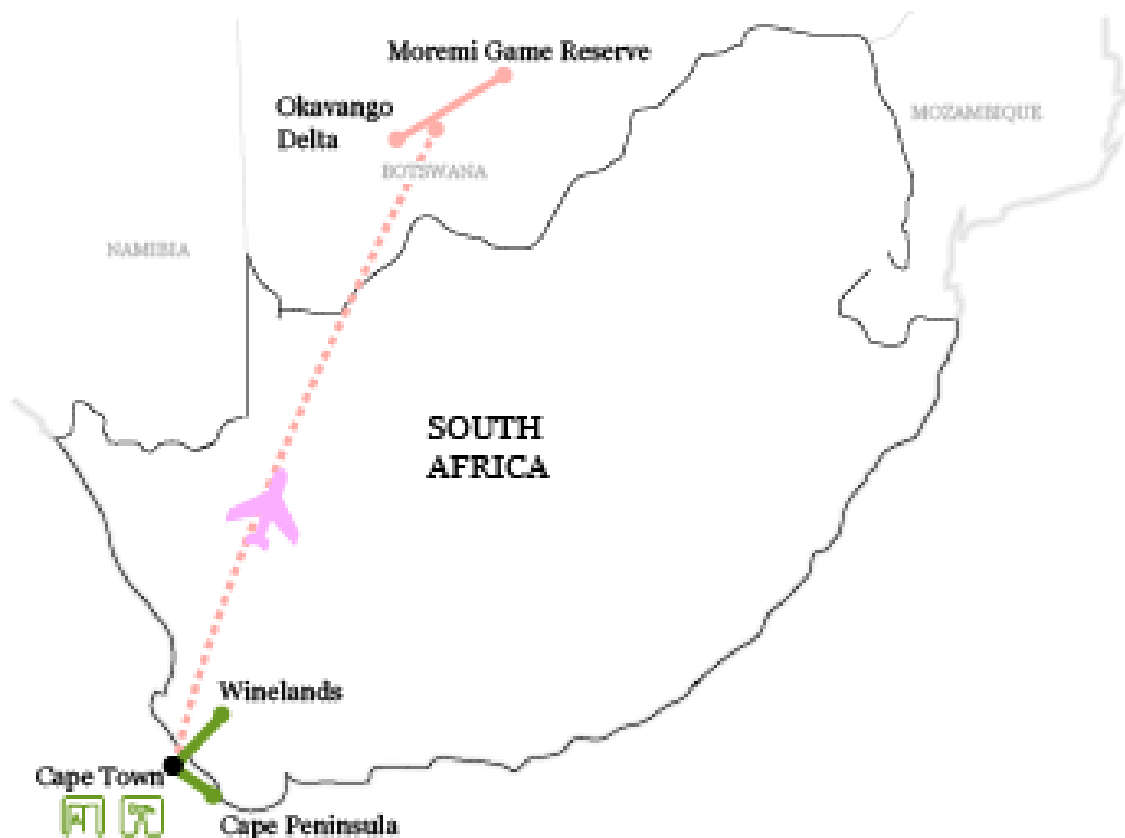 Moremi Game Reserve
Okavango
Delta
MOZAMBIQUE
BOTSWANA
NAMIBIA
SOUTH
AFRICA
Winelands
Cape Town
Cape Peninsula